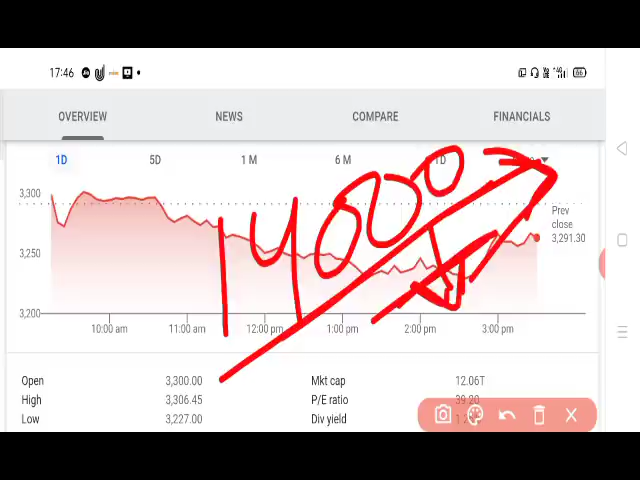 17:46
OVERVIEW NEWS COMPARE FINANCIALS
1D 5D 1 M 6 M
14000
3,300
Prev
close
3,291.30
3,250
3,200
10:00 am 11:00 am 12:00 pm 1:00 pm 2:00 pm 3:00 pm
Open 3,300.00 Mkt cap 12.06T
High 3,306.45 P/E ratio 39.20
Low 3,227.00 Div yield